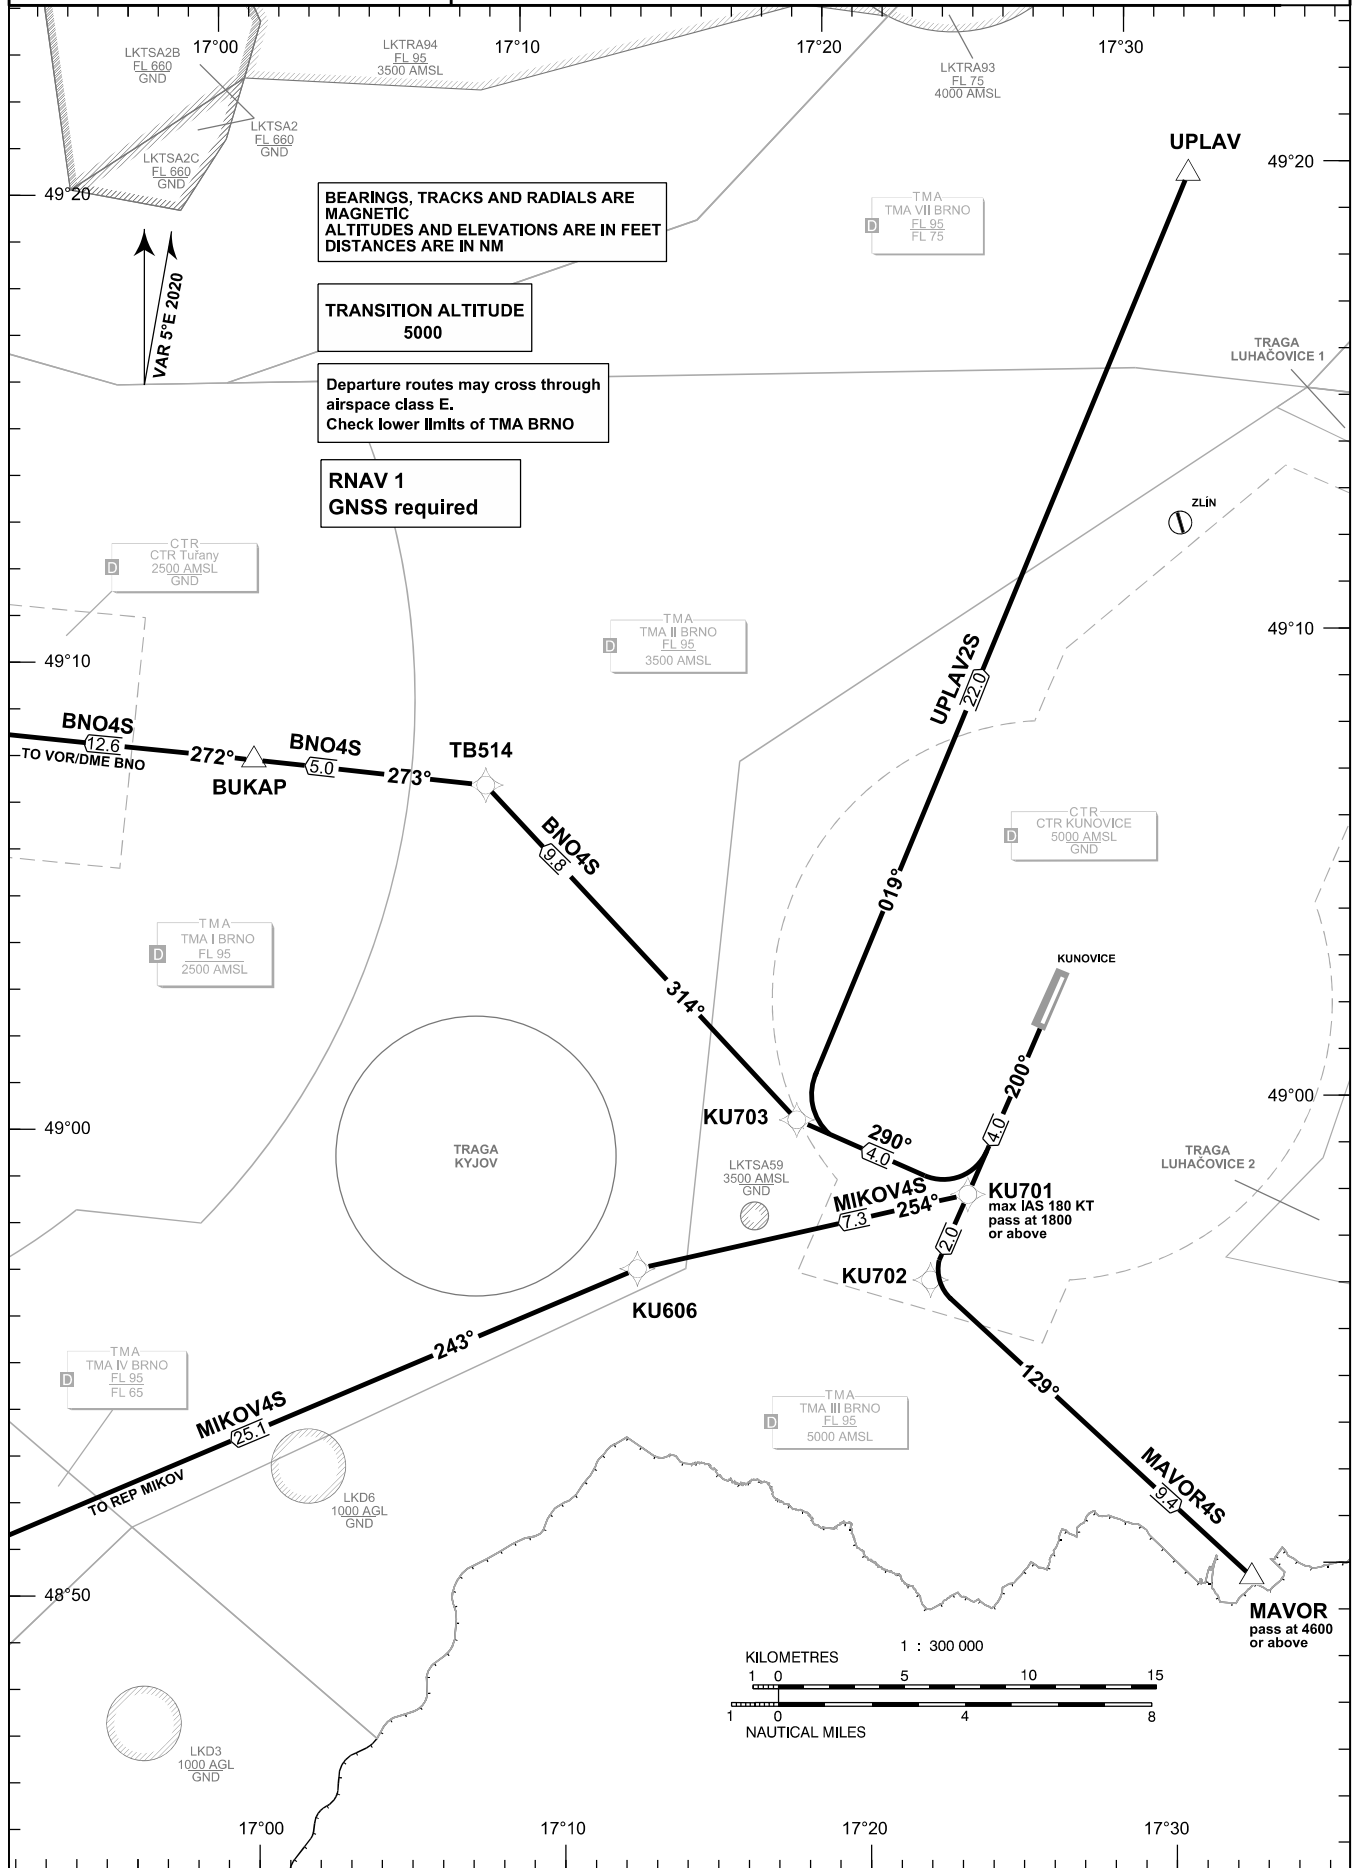 17°00
17°10
17°20
17°30
LKTSA2B
FL 660
GND
LKTRA94
FL 95
3500 AMSL
LKTRA93
FL 75
4000 AMSL
LKTSA2
FL 660
GND
LKTSA2C
FL 660
GND
UPLAV
49°20
49°20
BEARINGS, TRACKS AND RADIALS ARE
MAGNETIC
ALTITUDES AND ELEVATIONS ARE IN FEET
DISTANCES ARE IN NM
TMA
TMA VII BRNO
D
FL 95
FL 75
VAR 5°E 2020
TRANSITION ALTITUDE
5000
TRAGA
LUHAČOVICE 1
Departure routes may cross through
airspace class E.
Check lower limits of TMA BRNO
RNAV 1
GNSS required
ZLÍN
CTR
CTR Tuřany
D
2500 AMSL
GND
TMA
TMA II BRNO
D
FL 95
3500 AMSL
49°10
49°10
UPLAV2S
22.0
BNO4S
12.6
TO VOR/DME BNO
272°
BUKAP
BNO4S
5.0
273°
TB514
BNO4S
9.8
CTR
CTR KUNOVICE
D
5000 AMSL
GND
019°
TMA
TMA I BRNO
D
FL 95
2500 AMSL
KUNOVICE
314°
200°
49°00
49°00
KU703
290°
4.0
4.0
TRAGA
KYJOV
LKTSA59
3500 AMSL
GND
TRAGA
LUHAČOVICE 2
MIKOV4S
7.3
254°
KU701
max IAS 180 KT
pass at 1800
or above
2.0
KU702
KU606
243°
TMA
TMA IV BRNO
D
FL 95
FL 65
129°
MIKOV4S
25.1
TO REP MIKOV
TMA
TMA III BRNO
D
FL 95
5000 AMSL
MAVOR4S
9.4
LKD6
1000 AGL
GND
48°50
MAVOR
pass at 4600
or above
1 : 300 000
KILOMETRES
1 0 5 10 15
1 0 4 8
NAUTICAL MILES
LKD3
1000 AGL
GND
17°00
17°10
17°20
17°30